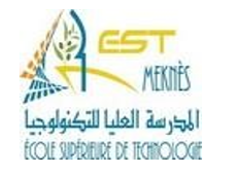 EST
MEKNÈS
المدرسة العليا للتكنولوجيا
ÉCOLE SUPÉRIEURE DE TECHNOLOGIE